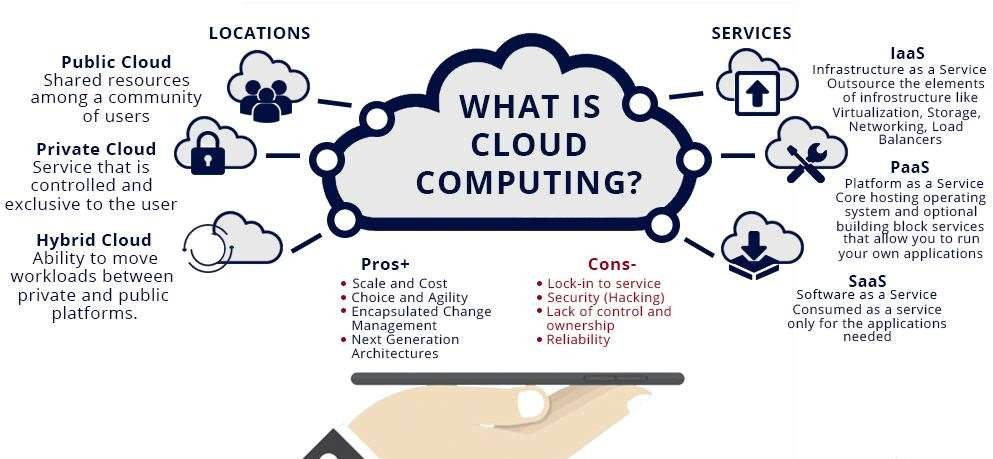 LOCATIONS
Public Cloud
Shared resources
among a community
of users
Private Cloud
Service that is
controlled and
exclusive to the user
Hybrid Cloud
Ability to move
workloads between
private and public
platforms.
WHAT IS
CLOUD
COMPUTING?
Pros+
Scale and Cost
Choice and Agility
Encapsulated Change
Management
Next Generation
Architectures
Cons-
Lock-in to service
Security (Hacking)
Lack of control and
ownership
Reliability
SERVICES
IaaS
Infrastructure as a Service
Outsource the elements
of infrostructure like
Virtualization, Storage,
Networking, Load
Balancers
PaaS
Platform as a Service
Core hosting operating
system and optional
building block services
that allow you to run
your own applications
SaaS
Software as a Service
Consumed as a service
only for the applications
needed